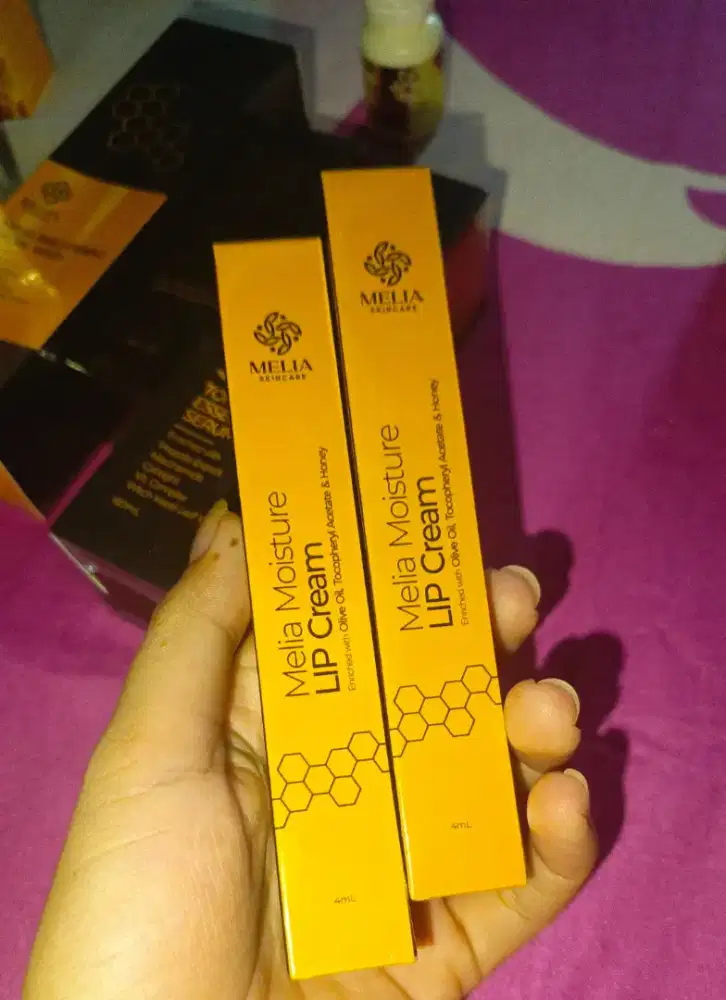 MELIA
SKINCARE
Melia Moisture
LIP Cream
Enriched with Olive Oil, Tocopheryl Acetate & Honey
4mL
MELIA
SKINCARE
Melia Moisture
LIP Cream
Enriched with Olive Oil, Tocopheryl Acetate & Honey
4mL